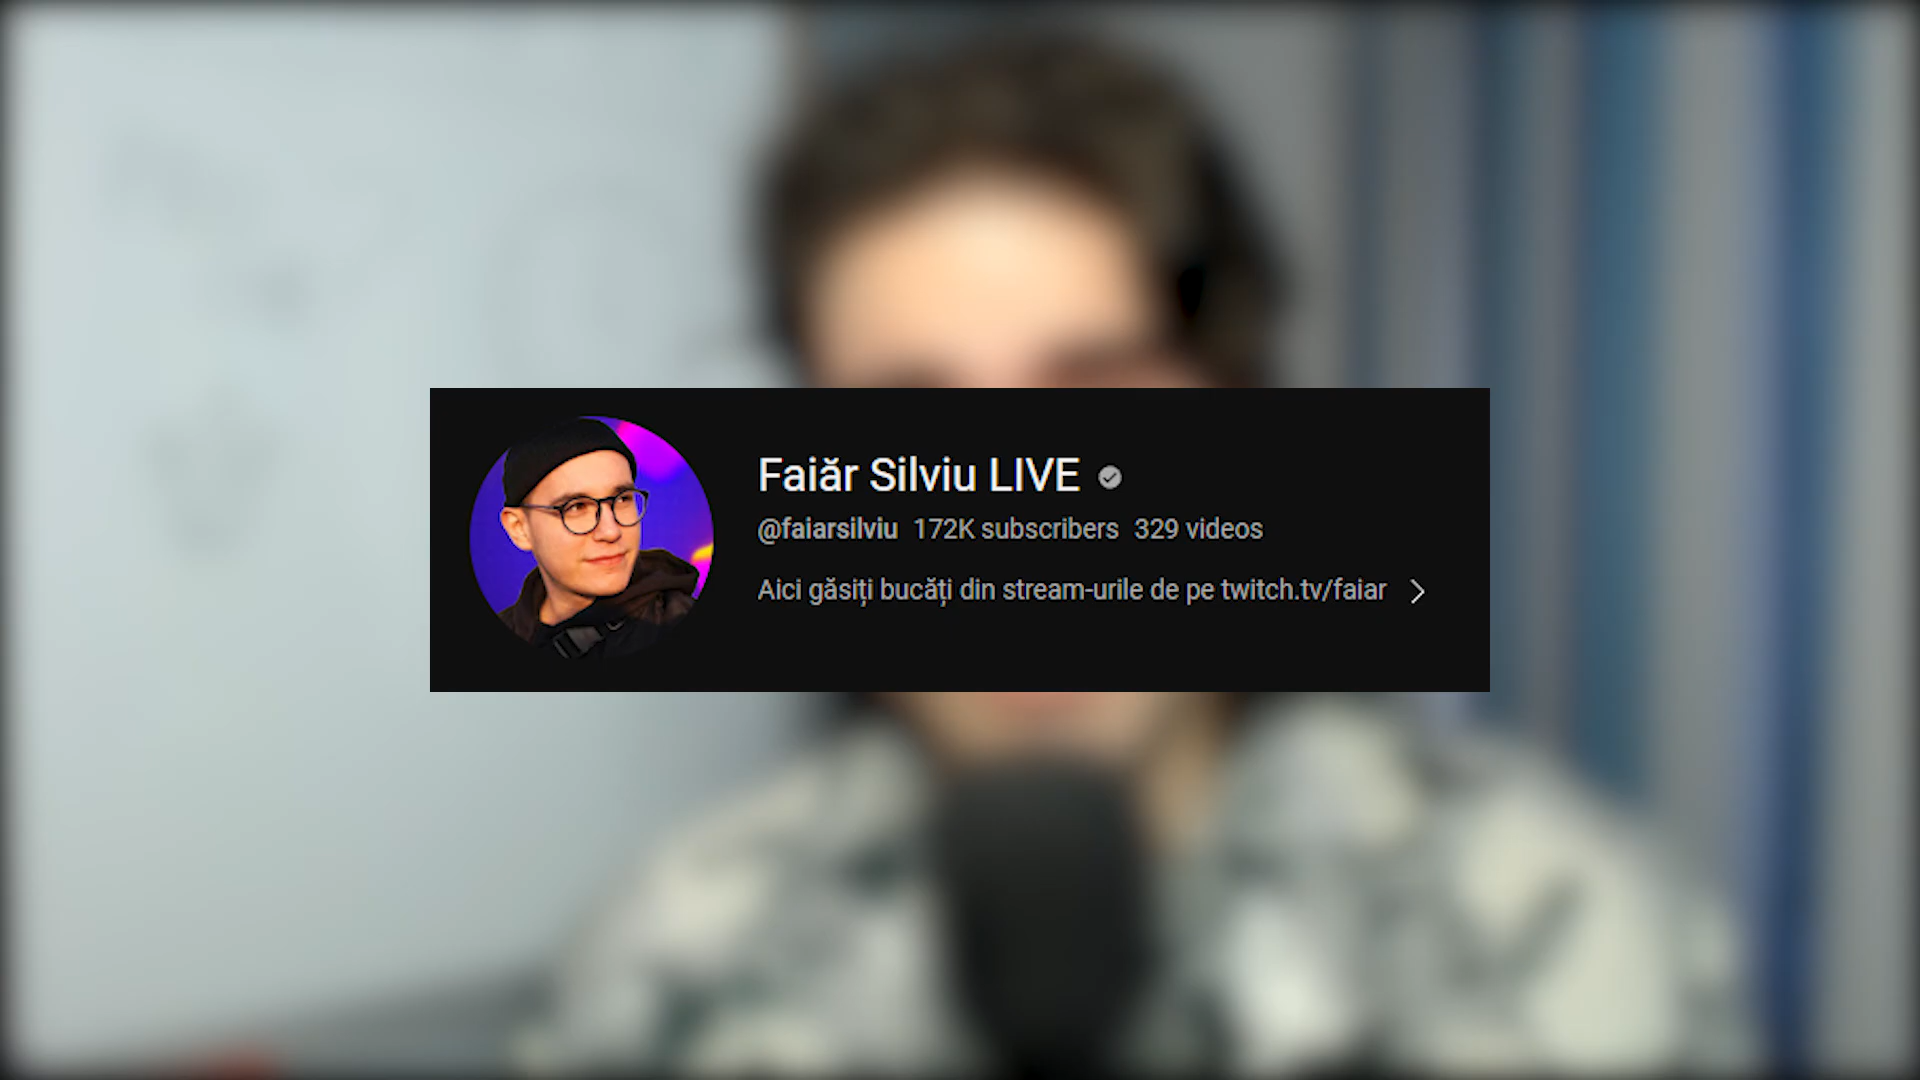 Faiăr Silviu LIVE
@faiarsilviu 172K subscribers 329 videos
Aici găsiți bucăți din stream-urile de pe twitch.tv/faiar